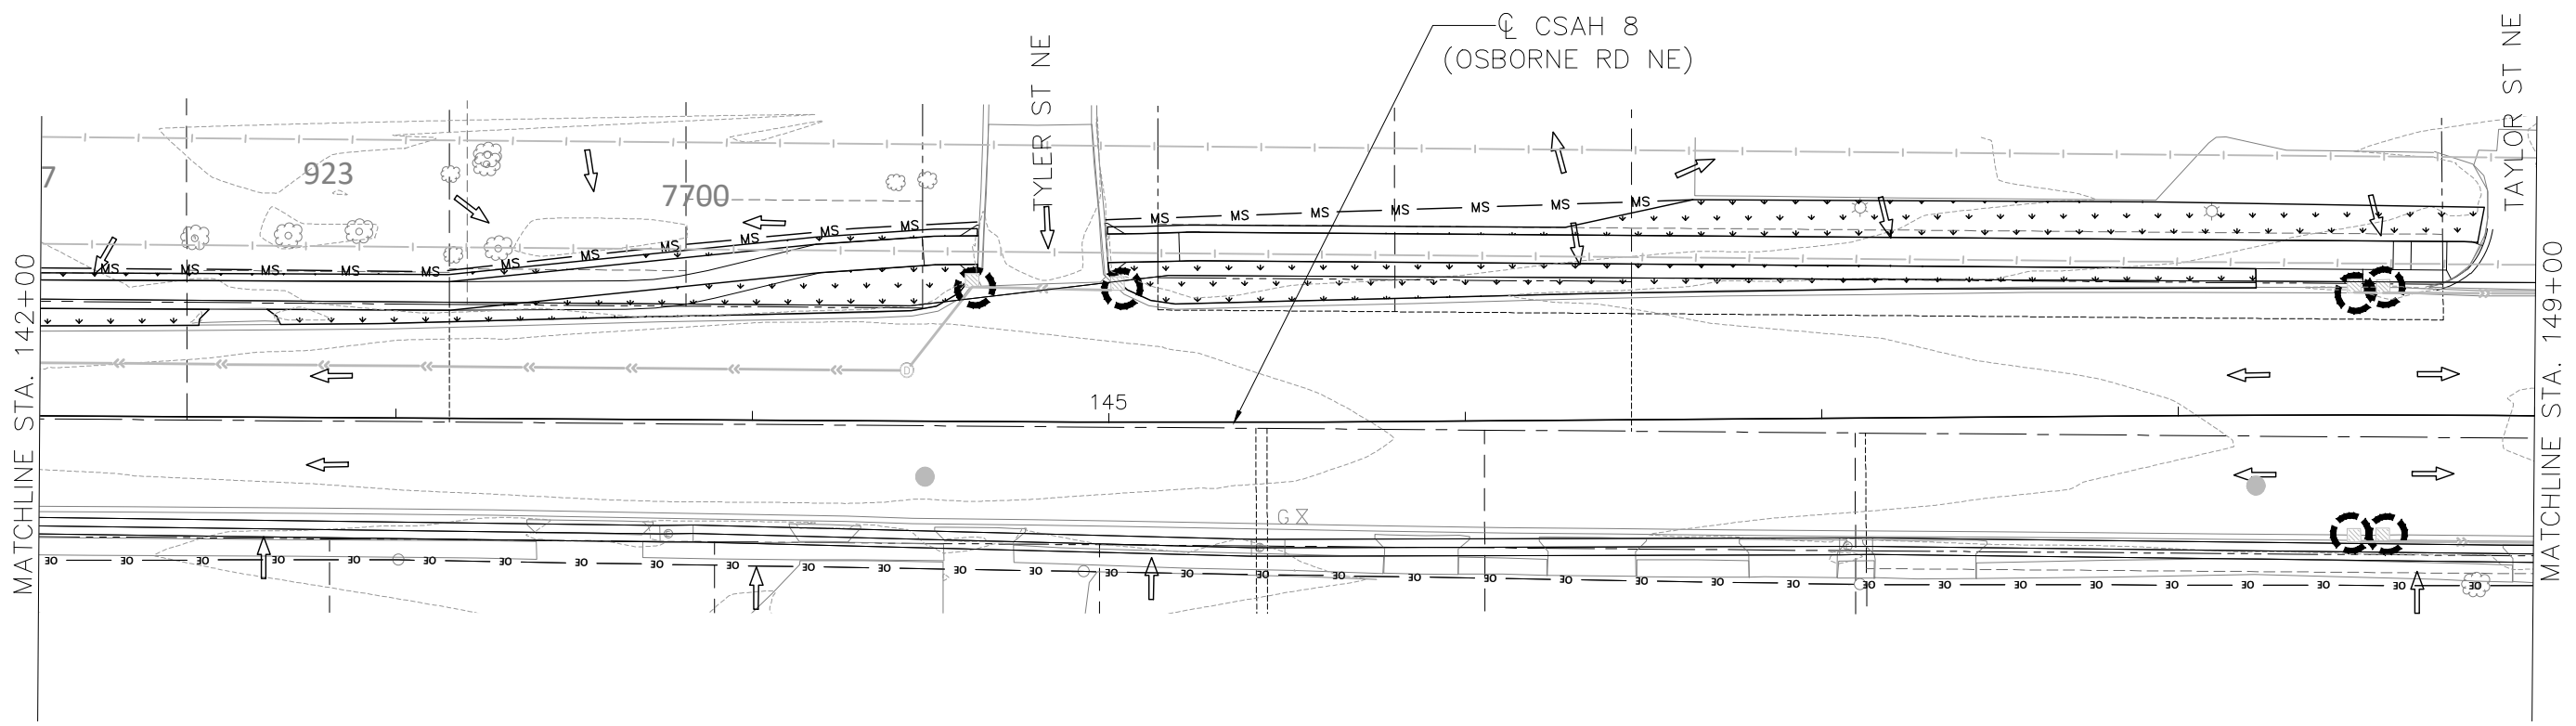 ℄ CSAH 8
(OSBORNE RD NE)
TYLER ST NE
TAYLOR ST NE
7
923
7700
MS MS MS MS MS MS MS MS MS MS MS
MS MS MS MS MS MS MS
D
145
G
MATCHLINE STA. 142+00
MATCHLINE STA. 149+00
30 30 30 30 30 30 30 30 30 30 30 30 30 30 30 30 30 30 30 30 30 30 30 30 30 30 30 30 30 30 30 30 30